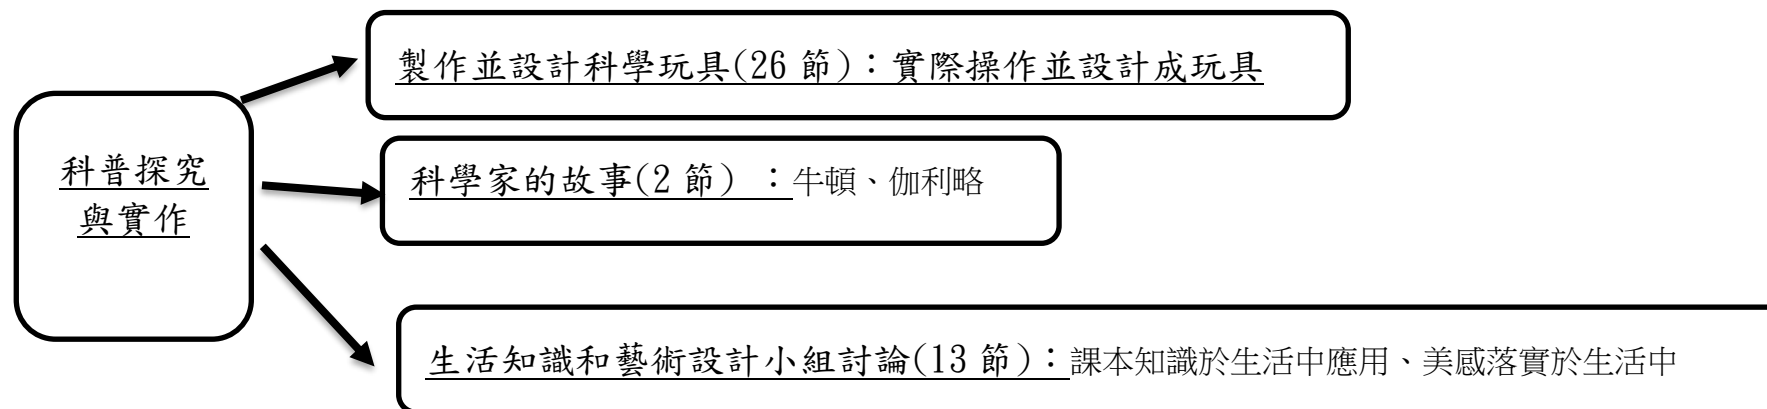 製作並設計科學玩具(26 節)：實際操作並設計成玩具
科普探究
與實作
科學家的故事(2 節) ：牛頓、伽利略
生活知識和藝術設計小組討論(13 節)：課本知識於生活中應用、美感落實於生活中